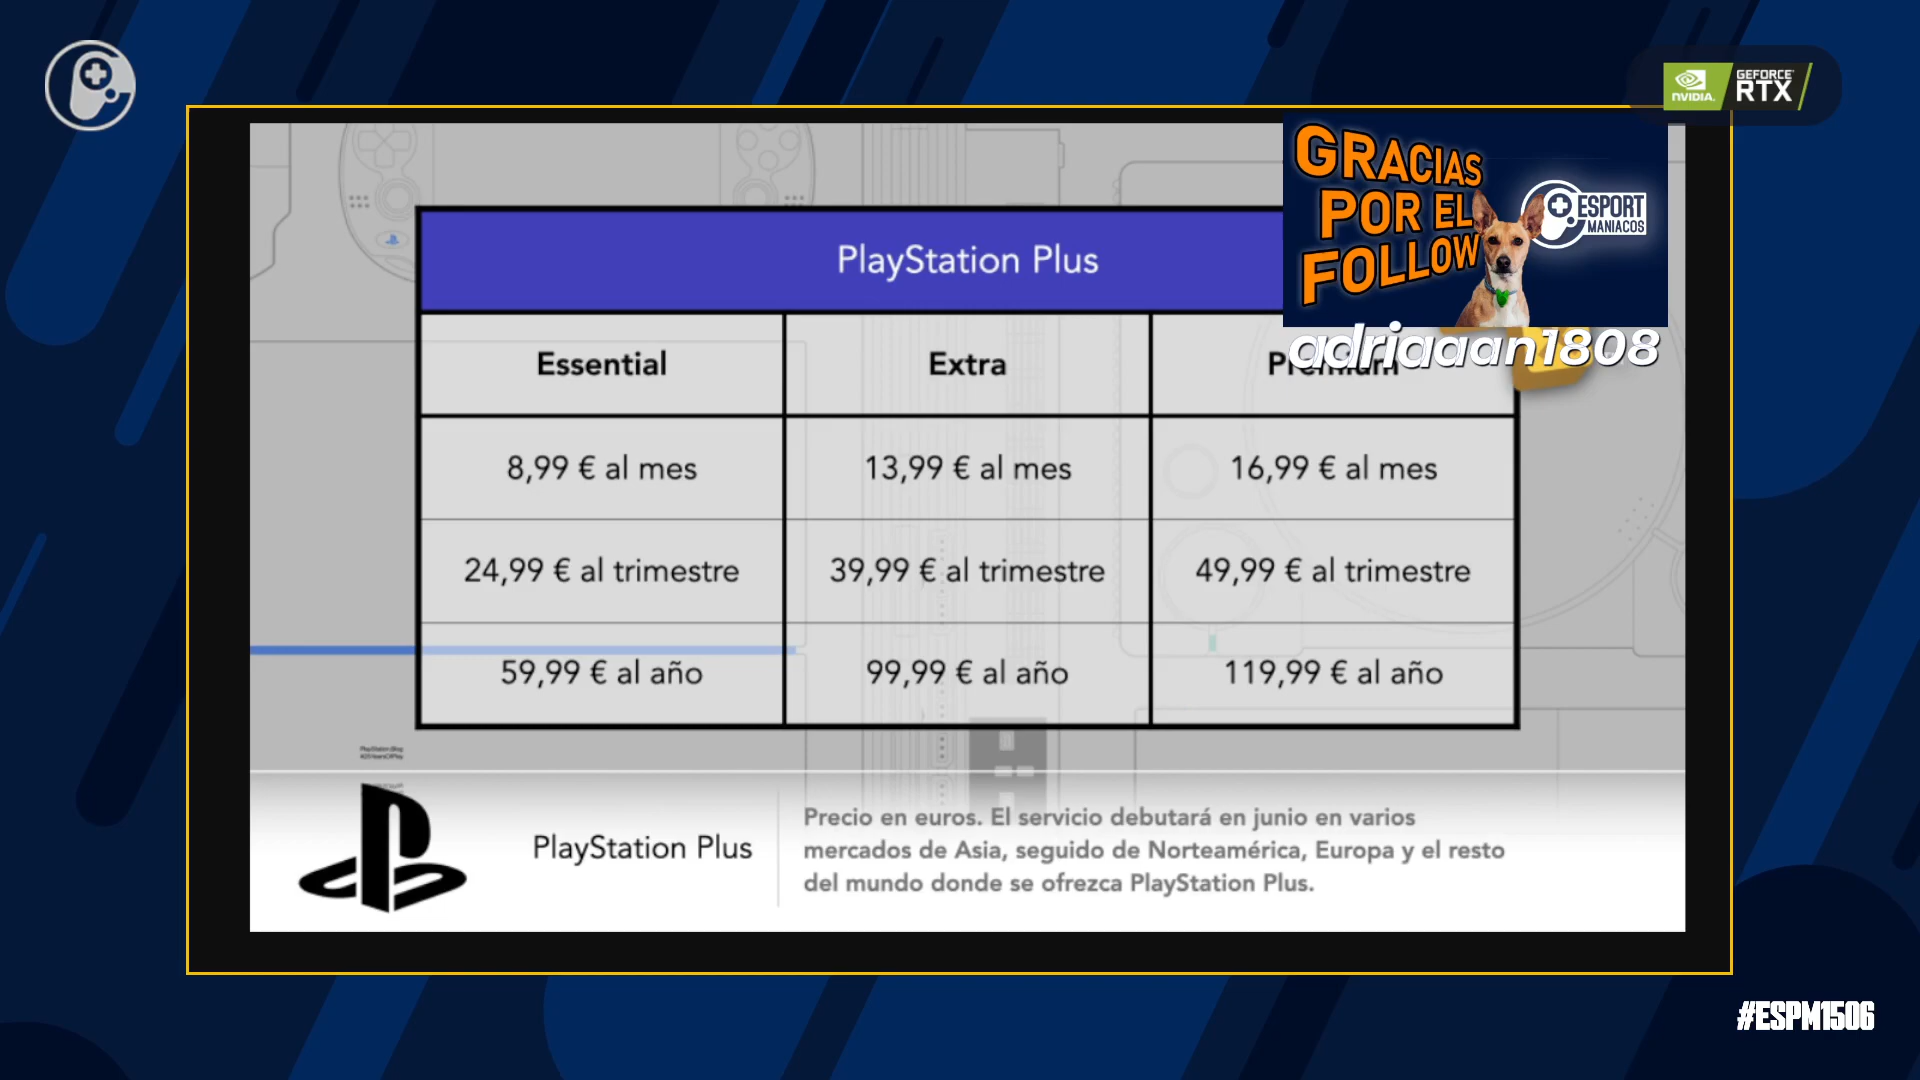 NVIDIA.
GEFORCE
RTX
GRACIAS
POR EL
FOLLOW
ESPORT
MANIACOS
adriaaan1808
PlayStation Plus
Essential
Extra
Premium
8,99 € al mes
13,99 € al mes
16,99 € al mes
24,99 € al trimestre
39,99 € al trimestre
49,99 € al trimestre
59,99 € al año
99,99 € al año
119,99 € al año
PlayStation Plus
Precio en euros. El servicio debutará en junio en varios
mercados de Asia, seguido de Norteamérica, Europa y el resto
del mundo donde se ofrezca PlayStation Plus.
#ESPM1506